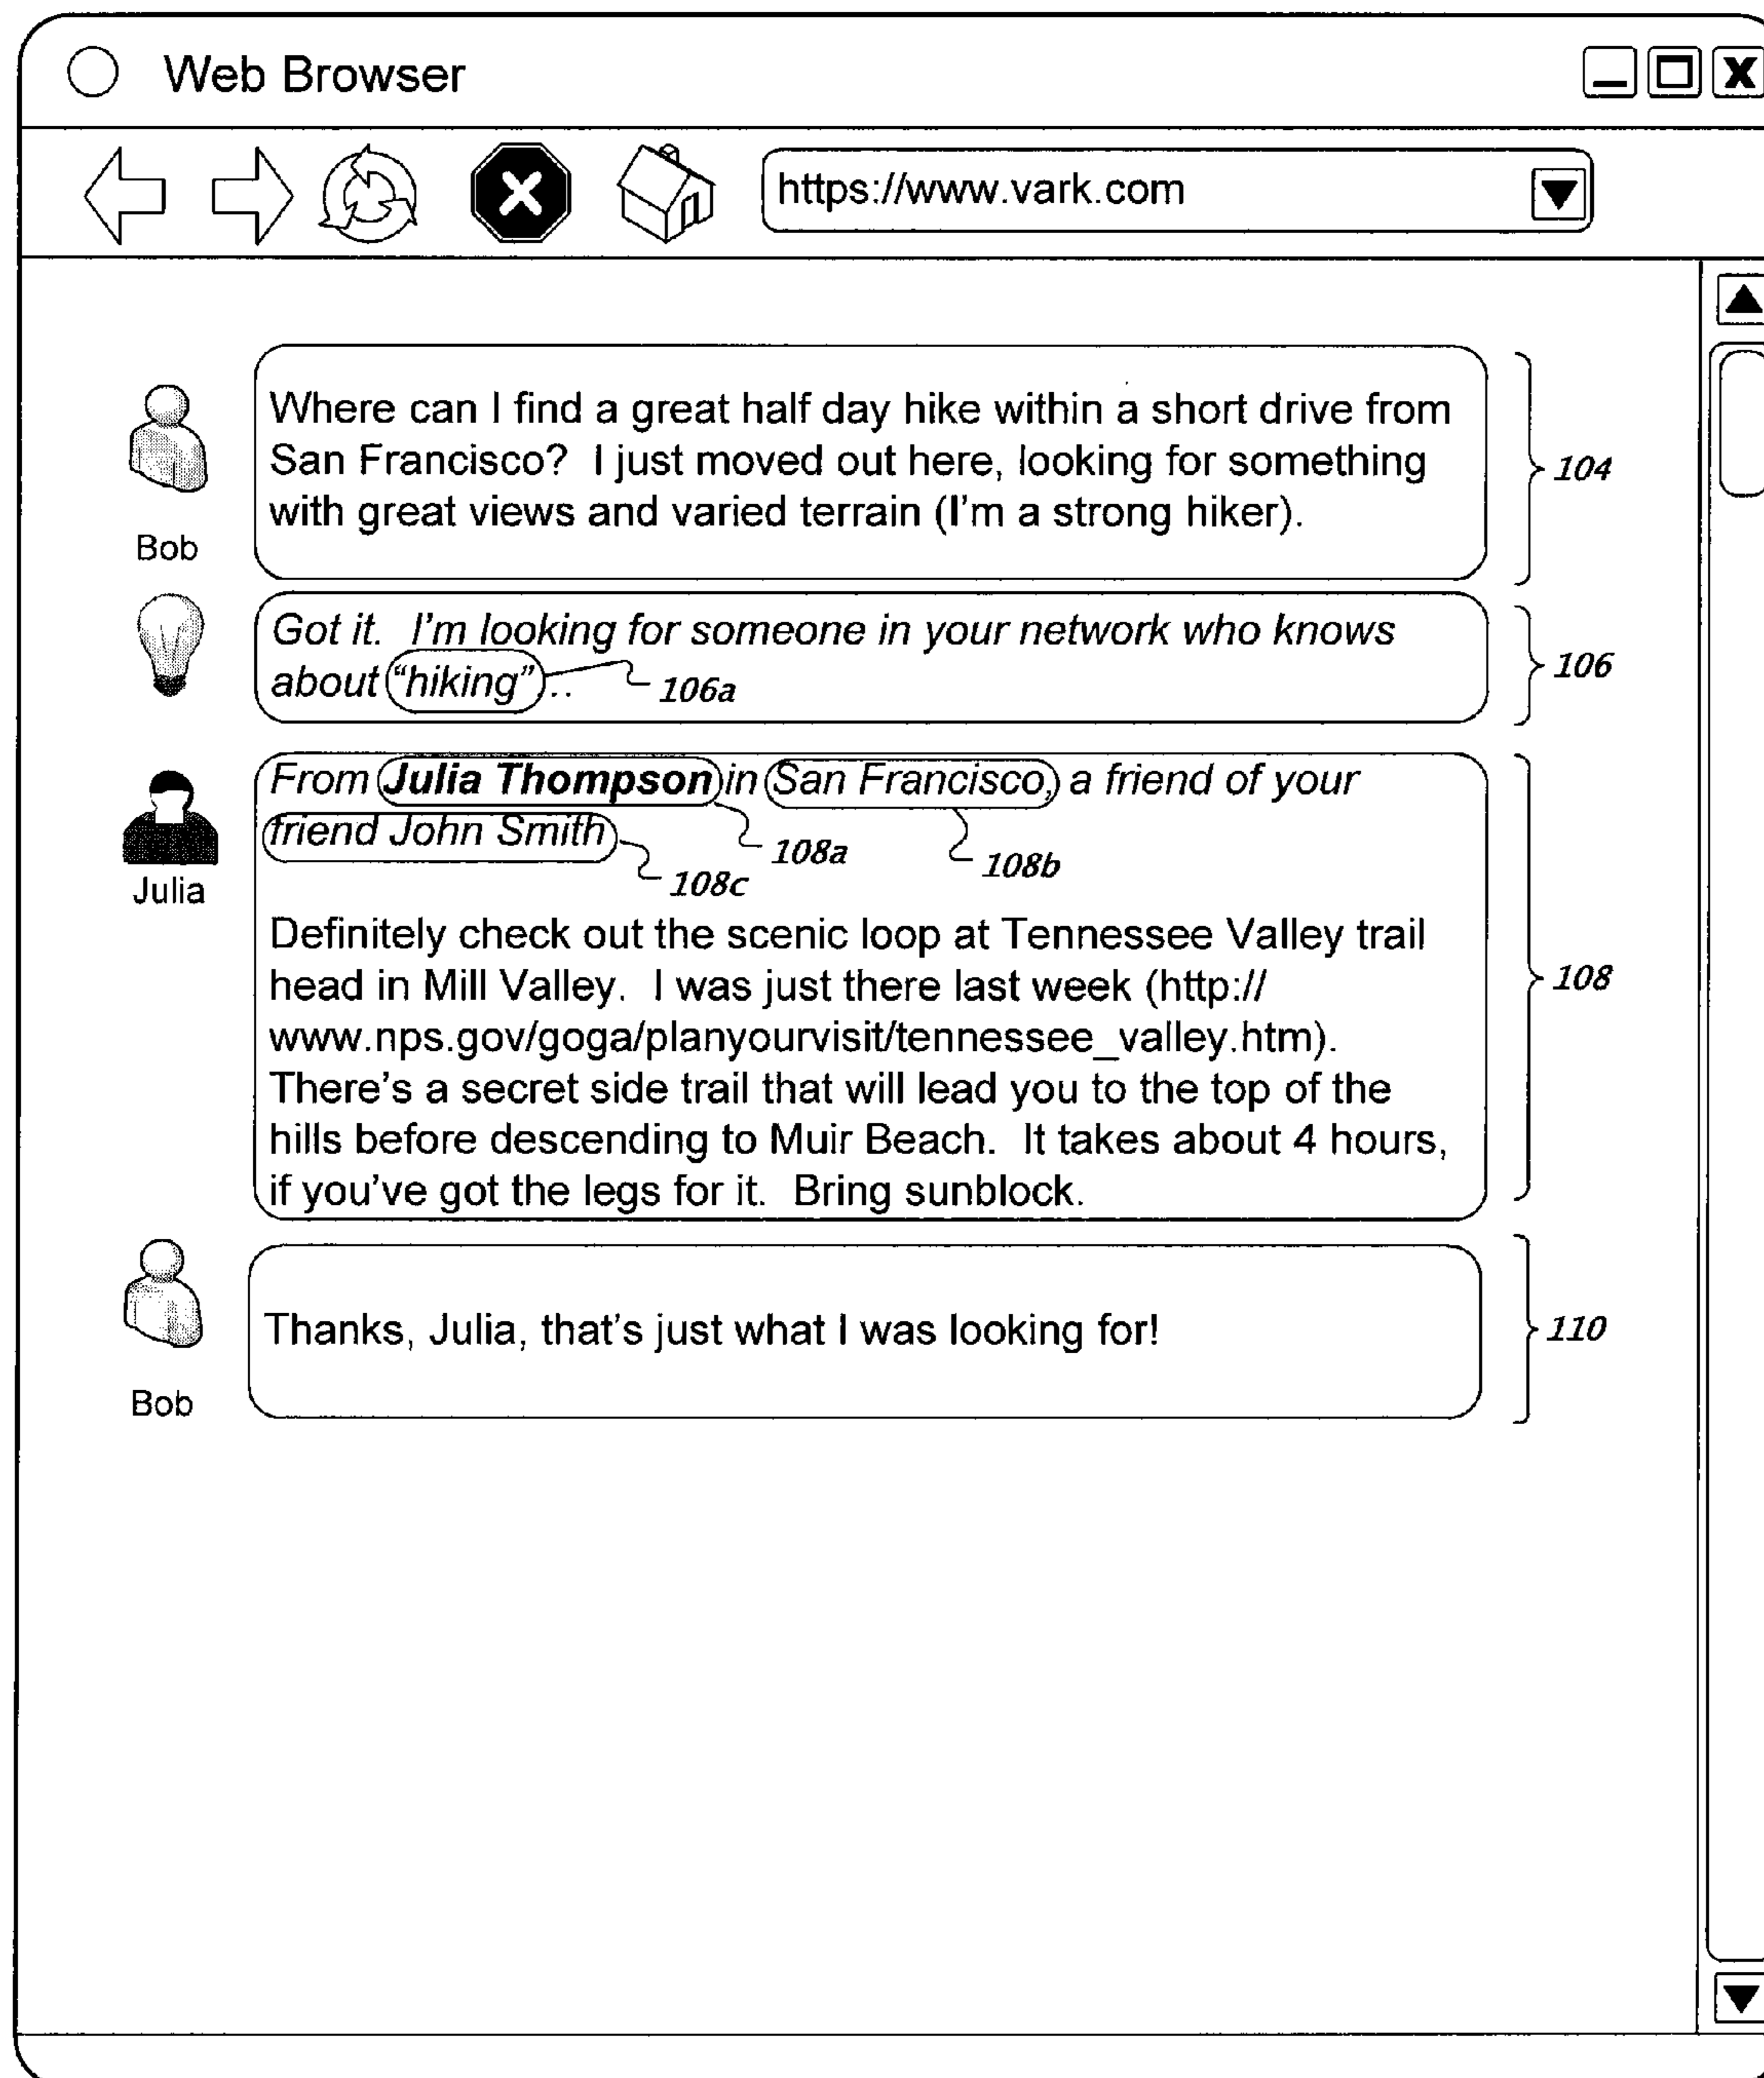 Web Browser
https://www.vark.com
Where can I find a great half day hike within a short drive from
San Francisco?  I just moved out here, looking for something
with great views and varied terrain (I'm a strong hiker).
104
Bob
Got it.  I'm looking for someone in your network who knows
about “hiking”..
106
106a
From Julia Thompson in San Francisco, a friend of your
friend John Smith
108a
108b
108c
Julia
Definitely check out the scenic loop at Tennessee Valley trail
head in Mill Valley.  I was just there last week (http://
www.nps.gov/goga/planyourvisit/tennessee_valley.htm).
There's a secret side trail that will lead you to the top of the
hills before descending to Muir Beach.  It takes about 4 hours,
if you've got the legs for it.  Bring sunblock.
108
Thanks, Julia, that's just what I was looking for!
110
Bob